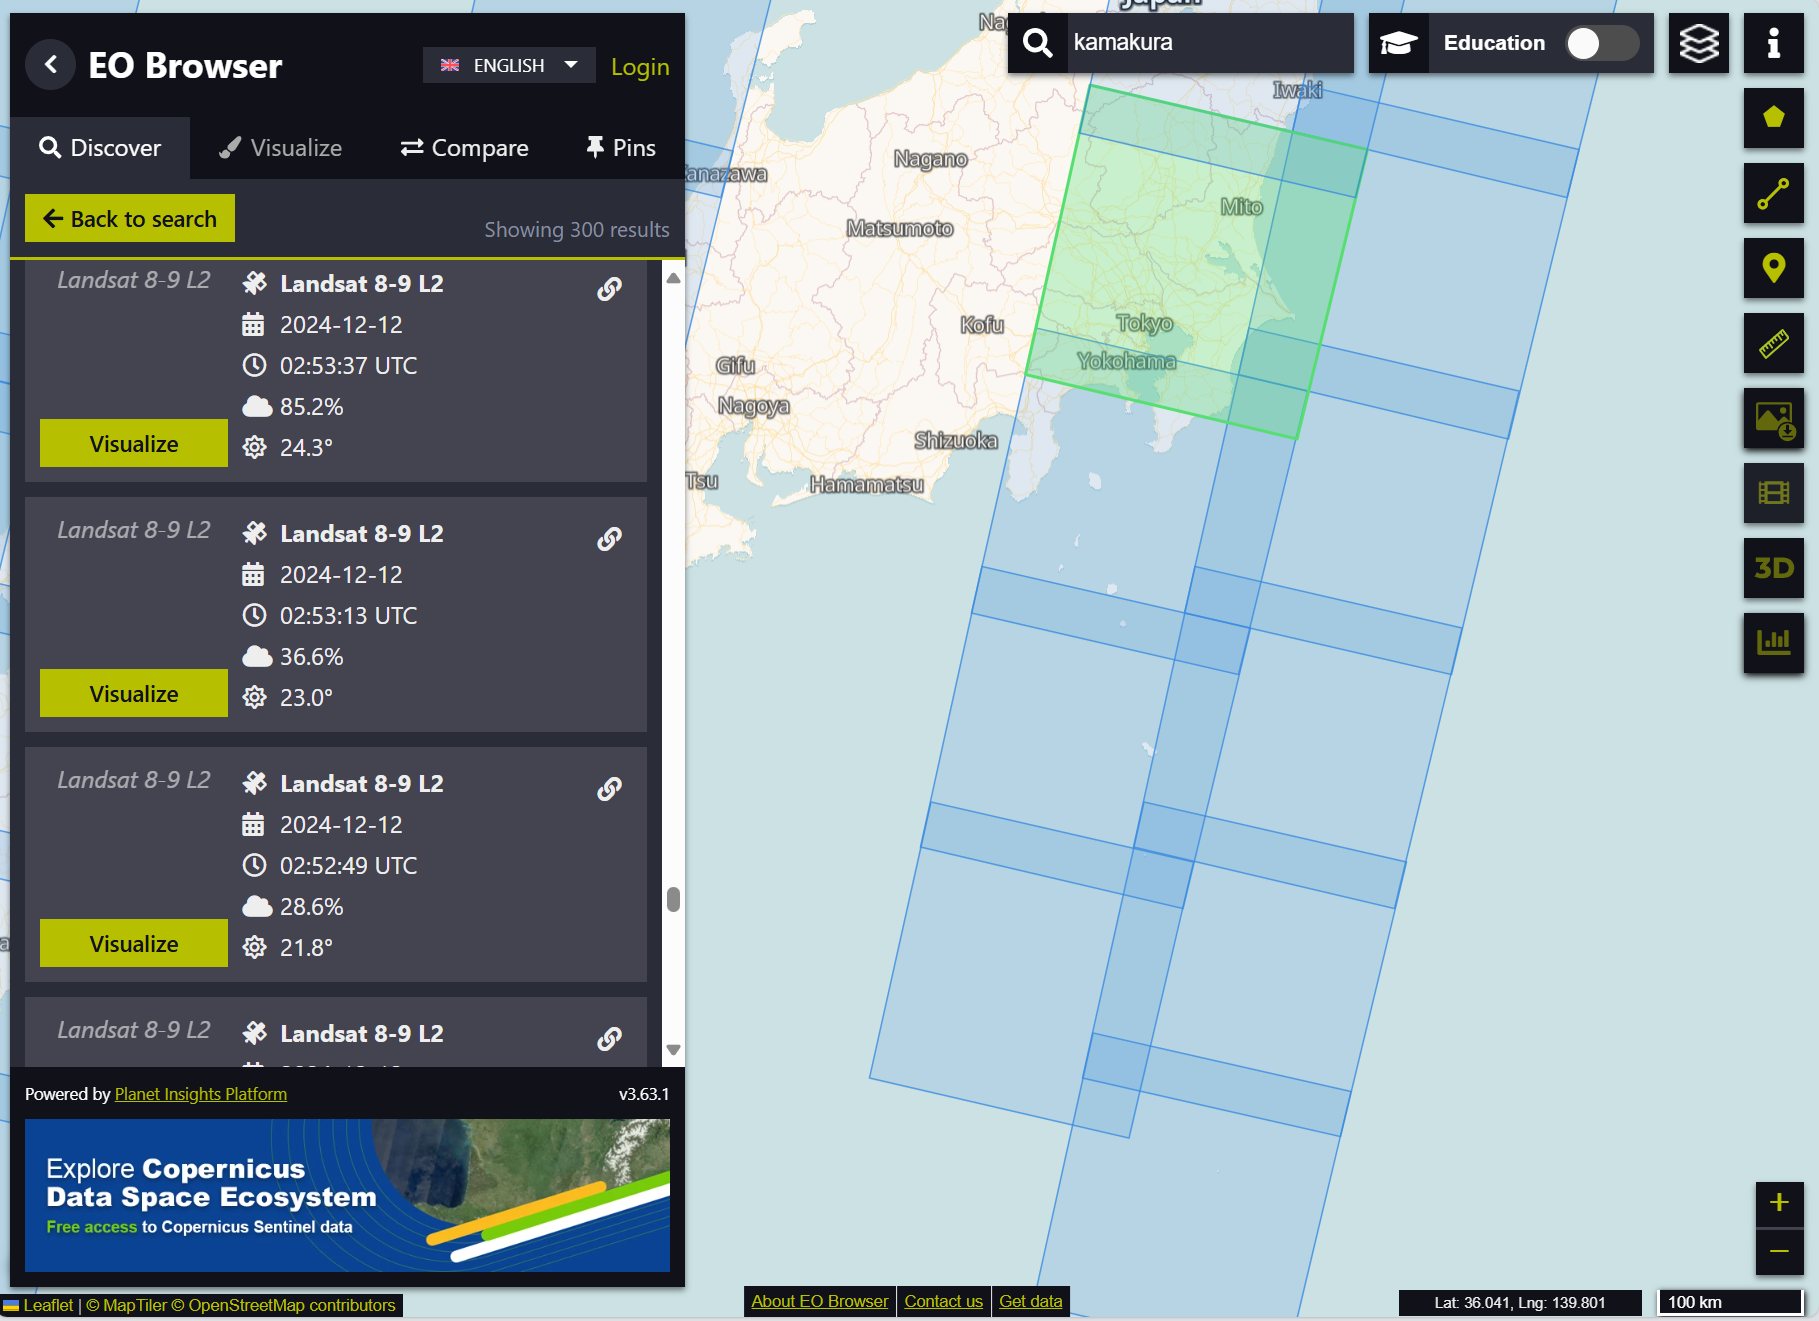 EO Browser
ENGLISH
Login
Discover
Visualize
Compare
Pins
Back to search
Showing 300 results
Landsat 8-9 L2
Landsat 8-9 L2
2024-12-12
02:53:37 UTC
85.2%
Visualize
24.3°
Landsat 8-9 L2
Landsat 8-9 L2
2024-12-12
02:53:13 UTC
36.6%
Visualize
23.0°
Landsat 8-9 L2
Landsat 8-9 L2
2024-12-12
02:52:49 UTC
28.6%
Visualize
21.8°
Landsat 8-9 L2
Landsat 8-9 L2
Powered by Planet Insights Platform
v3.63.1
Explore Copernicus
Data Space Ecosystem
Free access to Copernicus Sentinel data
Leaflet | © MapTiler © OpenStreetMap contributors
Japan
kamakura
Education
Iwaki
Nagano
anazawa
Matsumoto
Mito
Kofu
Tokyo
Yokohama
Gifu
Nagoya
Shizuoka
Tsu
Hamamatsu
3D
+
−
About EO Browser
Contact us
Get data
Lat: 36.041, Lng: 139.801
100 km